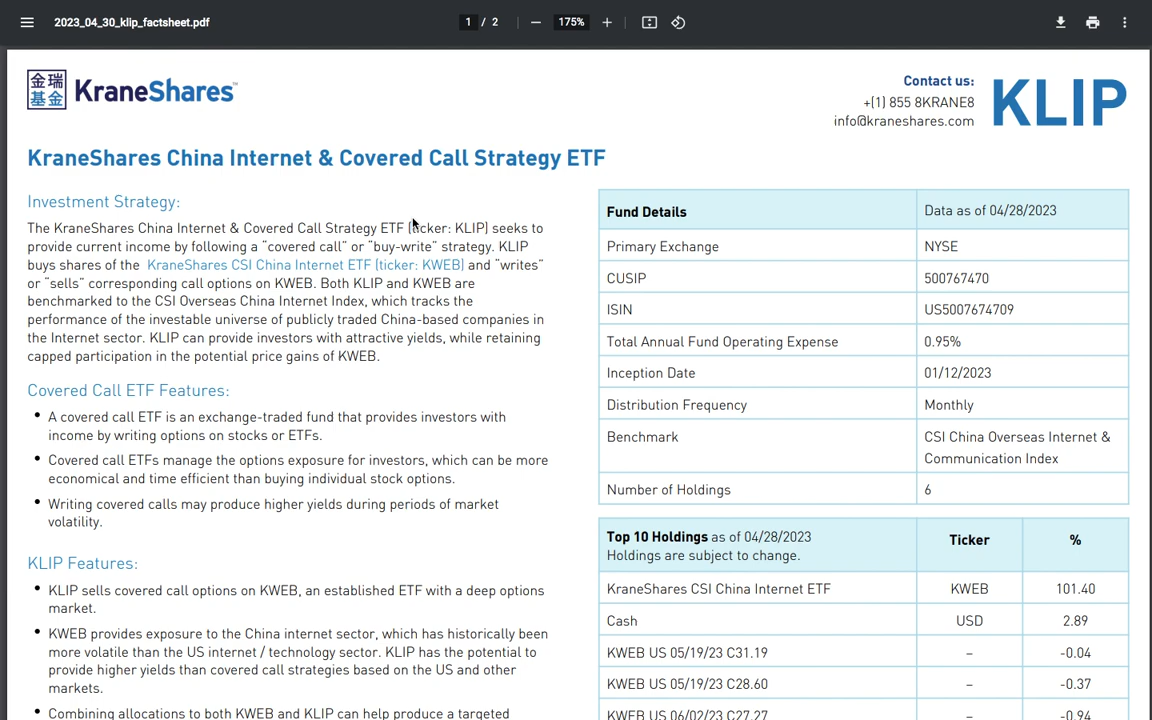 2023_04_30_klip_factsheet.pdf
1 / 2
175%
金瑞
基金
KraneShares™
Contact us:
+(1) 855 8KRANE8
info@kraneshares.com
KLIP
KraneShares China Internet & Covered Call Strategy ETF
Investment Strategy:
The KraneShares China Internet & Covered Call Strategy ETF (ticker: KLIP) seeks to
provide current income by following a “covered call” or “buy-write” strategy. KLIP
buys shares of the KraneShares CSI China Internet ETF (ticker: KWEB) and “writes”
or “sells” corresponding call options on KWEB. Both KLIP and KWEB are
benchmarked to the CSI Overseas China Internet Index, which tracks the
performance of the investable universe of publicly traded China-based companies in
the Internet sector. KLIP can provide investors with attractive yields, while retaining
capped participation in the potential price gains of KWEB.
Covered Call ETF Features:
• A covered call ETF is an exchange-traded fund that provides investors with
income by writing options on stocks or ETFs.
• Covered call ETFs manage the options exposure for investors, which can be more
economical and time efficient than buying individual stock options.
• Writing covered calls may produce higher yields during periods of market
volatility.
KLIP Features:
• KLIP sells covered call options on KWEB, an established ETF with a deep options
market.
• KWEB provides exposure to the China internet sector, which has historically been
more volatile than the US internet / technology sector. KLIP has the potential to
provide higher yields than covered call strategies based on the US and other
markets.
• Combining allocations to both KWEB and KLIP can help produce a targeted
Fund Details Data as of 04/28/2023
Primary Exchange NYSE
CUSIP 500767470
ISIN US5007674709
Total Annual Fund Operating Expense 0.95%
Inception Date 01/12/2023
Distribution Frequency Monthly
Benchmark CSI China Overseas Internet &
Communication Index
Number of Holdings 6
Top 10 Holdings as of 04/28/2023 Ticker %
Holdings are subject to change.
KraneShares CSI China Internet ETF KWEB 101.40
Cash USD 2.89
KWEB US 05/19/23 C31.19 – -0.04
KWEB US 05/19/23 C28.60 – -0.37
KWEB US 06/02/23 C27.27 – -0.94